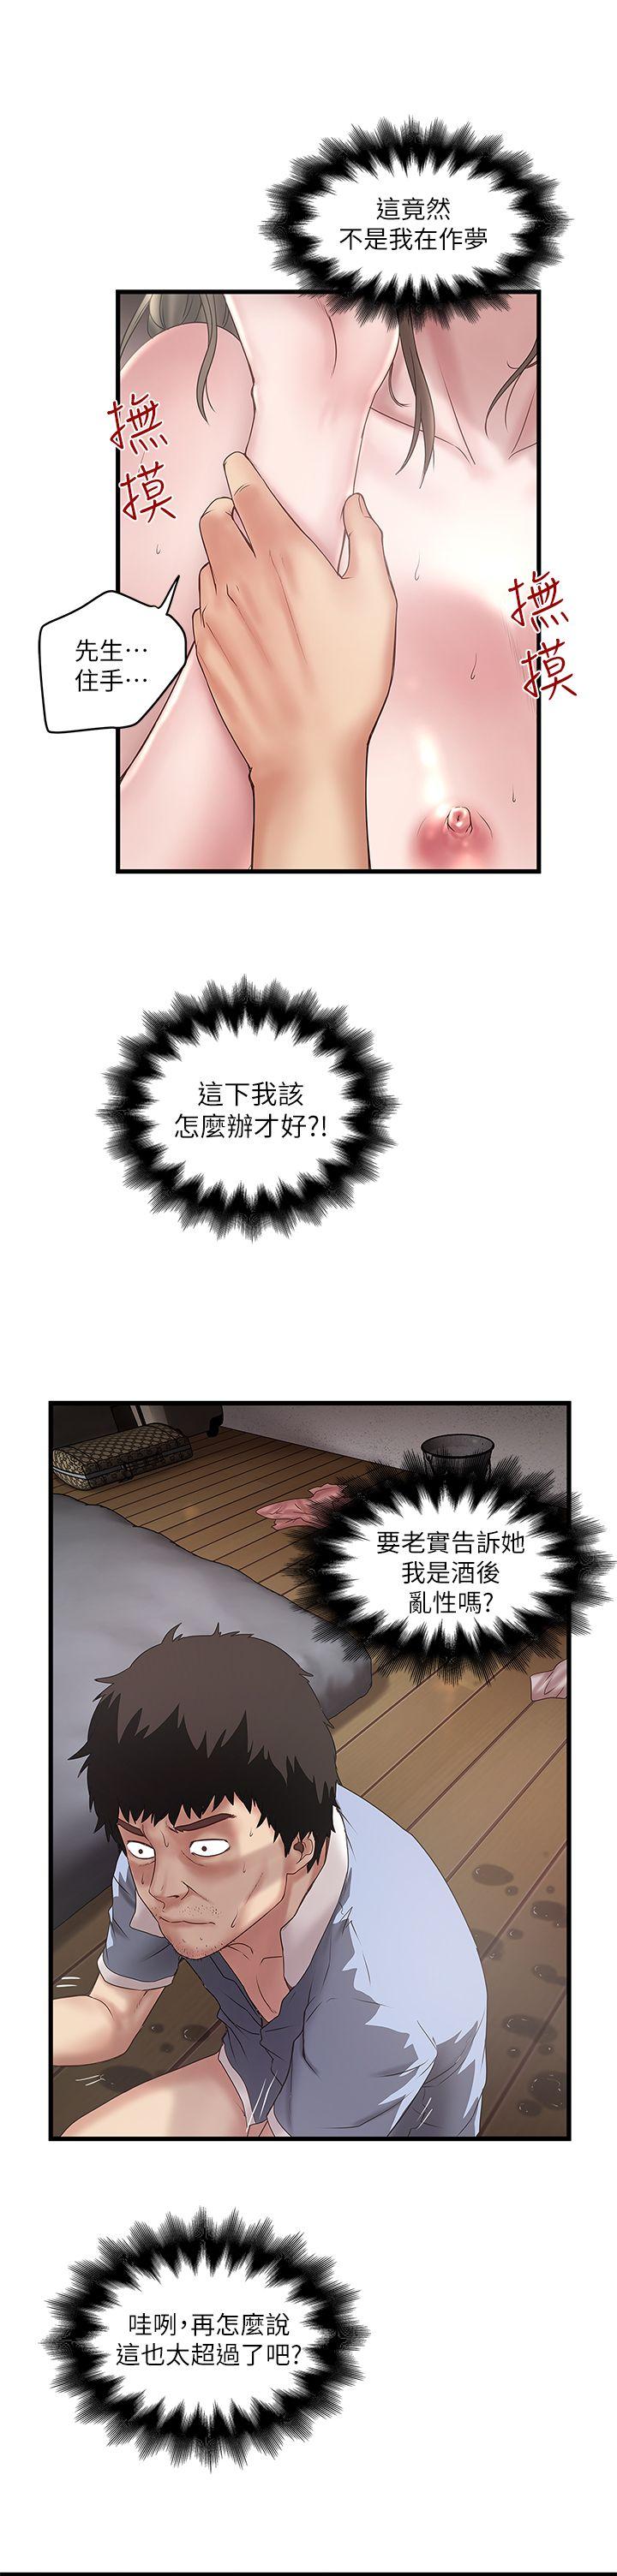 這竟然
不是我在作夢
撫摸
先生…
住手…
撫摸
這下我該
怎麼辦才好?!
要老實告訴她
我是酒後
亂性嗎?
哇咧,再怎麼說
這也太超過了吧?